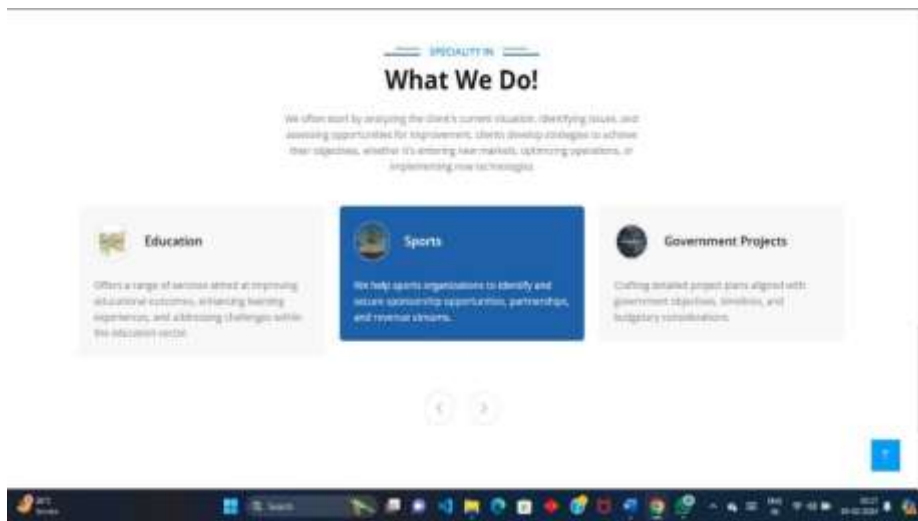 SPECIALITY IN
What We Do!
We often start by analyzing the client's current situation, identifying issues, and
assessing opportunities for improvement. clients develop strategies to achieve
their objectives, whether it's entering new markets, optimizing operations, or
implementing new technologies.
Education
Offers a range of services aimed at improving
educational outcomes, enhancing learning
experiences, and addressing challenges within
the education sector.
Sports
We help sports organizations to identify and
secure sponsorship opportunities, partnerships,
and revenue streams.
Government Projects
Crafting detailed project plans aligned with
government objectives, timelines, and
budgetary considerations.
Search